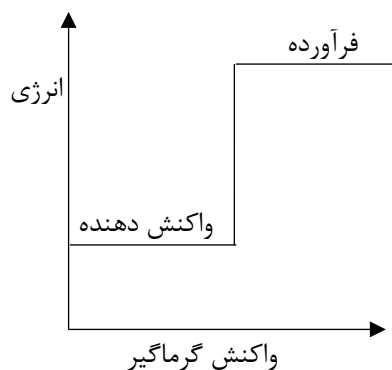 فرآورده
انرژی
واکنش دهنده
واکنش گرماگیر